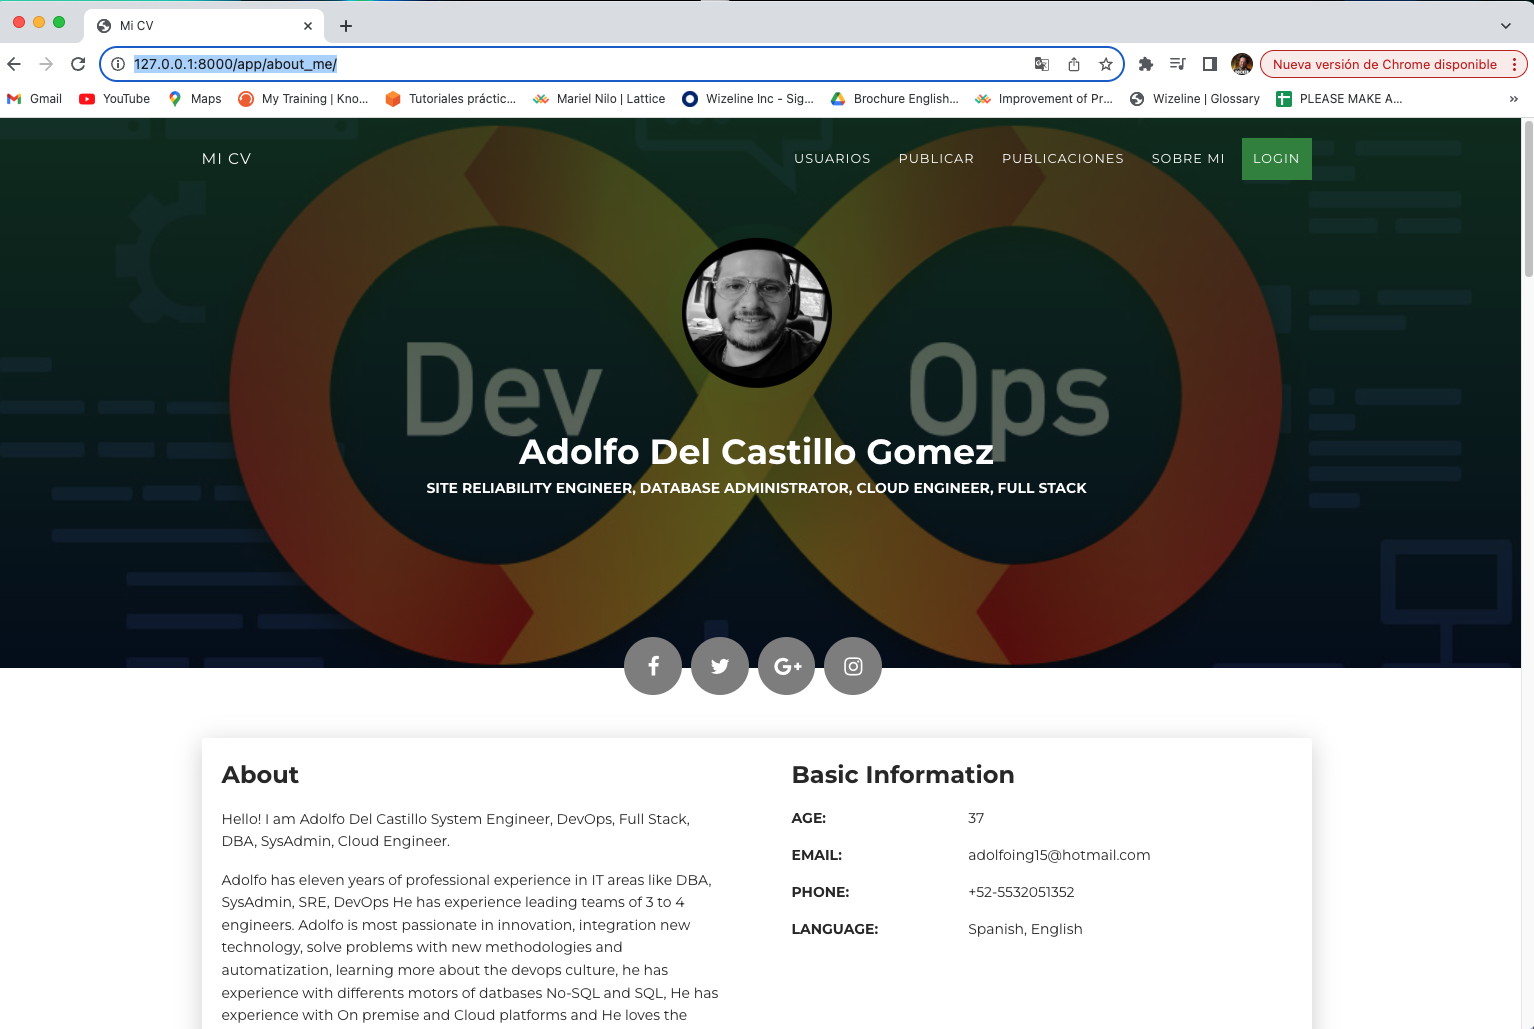 Mi CV
127.0.0.1:8000/app/about_me/
Nueva versión de Chrome disponible
Gmail
YouTube
Maps
My Training | Kno...
Tutoriales práctic...
Mariel Nilo | Lattice
Wizeline Inc - Sig...
Brochure English...
Improvement of Pr...
Wizeline | Glossary
PLEASE MAKE A...
»
MI CV
USUARIOS
PUBLICAR
PUBLICACIONES
SOBRE MI
LOGIN
Dev
Ops
Adolfo Del Castillo Gomez
SITE RELIABILITY ENGINEER, DATABASE ADMINISTRATOR, CLOUD ENGINEER, FULL STACK
G+
About
Hello! I am Adolfo Del Castillo System Engineer, DevOps, Full Stack,
DBA, SysAdmin, Cloud Engineer.
Adolfo has eleven years of professional experience in IT areas like DBA,
SysAdmin, SRE, DevOps He has experience leading teams of 3 to 4
engineers. Adolfo is most passionate in innovation, integration new
technology, solve problems with new methodologies and
automatization, learning more about the devops culture, he has
experience with differents motors of datbases No-SQL and SQL, He has
experience with On premise and Cloud platforms and He loves the
Basic Information
AGE: 37
EMAIL: adolfoing15@hotmail.com
PHONE: +52-5532051352
LANGUAGE: Spanish, English